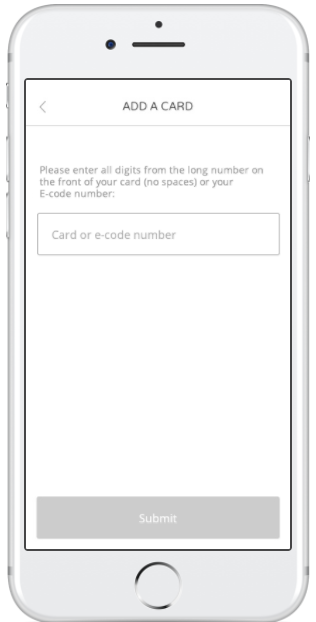 ADD A CARD
Please enter all digits from the long number on
the front of your card (no spaces) or your
E-code number:
Card or e-code number
Submit